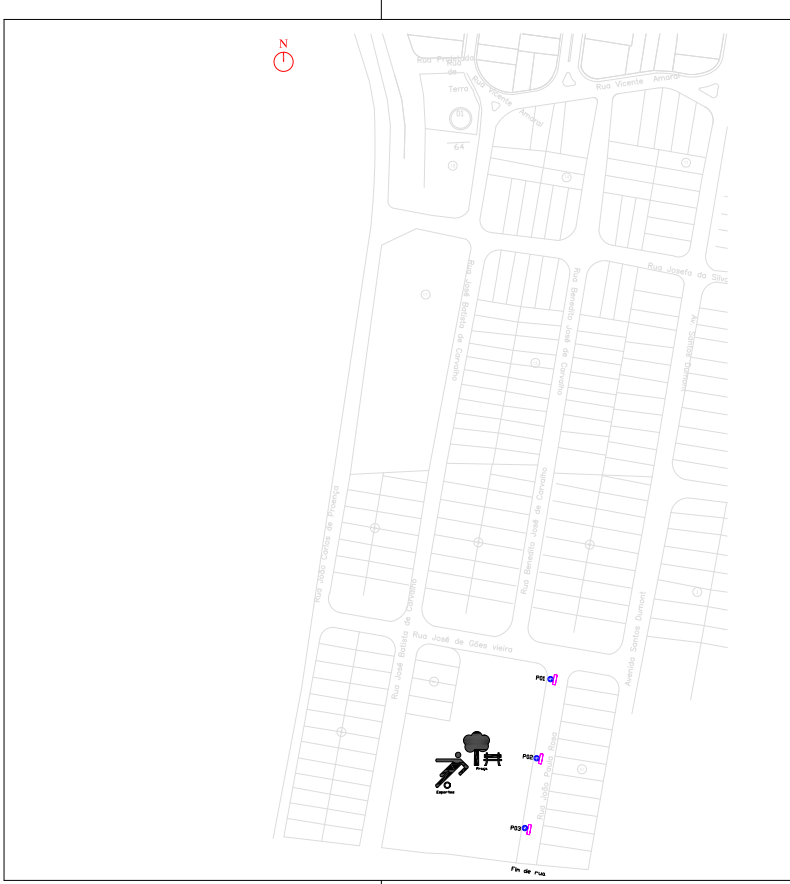 N
Rua Projetada
Rua
de
Terra
01
64
Rua Vicente Amaral
Rua Vicente Amaral
Rua Josefa da Silva
Rua José Batista de Carvalho
Rua Benedito José de Carvalho
Av. Santos Dumont
Rua João Carlos de Proença
Rua Benedito José de Carvalho
Rua José Batista de Carvalho
Rua José de Góes vieira
Avenida Santos Dumont
P01
Praça
Esportes
P02
Rua João Paulo Rosa
P03
Fim de rua